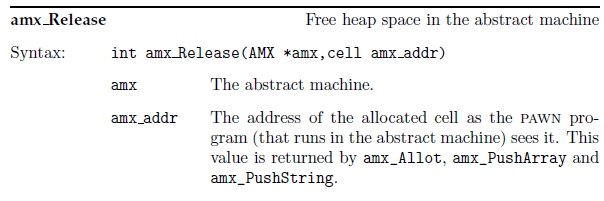 amx_Release Free heap space in the abstract machine
Syntax: int amx_Release(AMX *amx,cell amx_addr)
amx The abstract machine.
amx_addr The address of the allocated cell as the PAWN pro-
gram (that runs in the abstract machine) sees it. This
value is returned by amx_Allot, amx_PushArray and
amx_PushString.